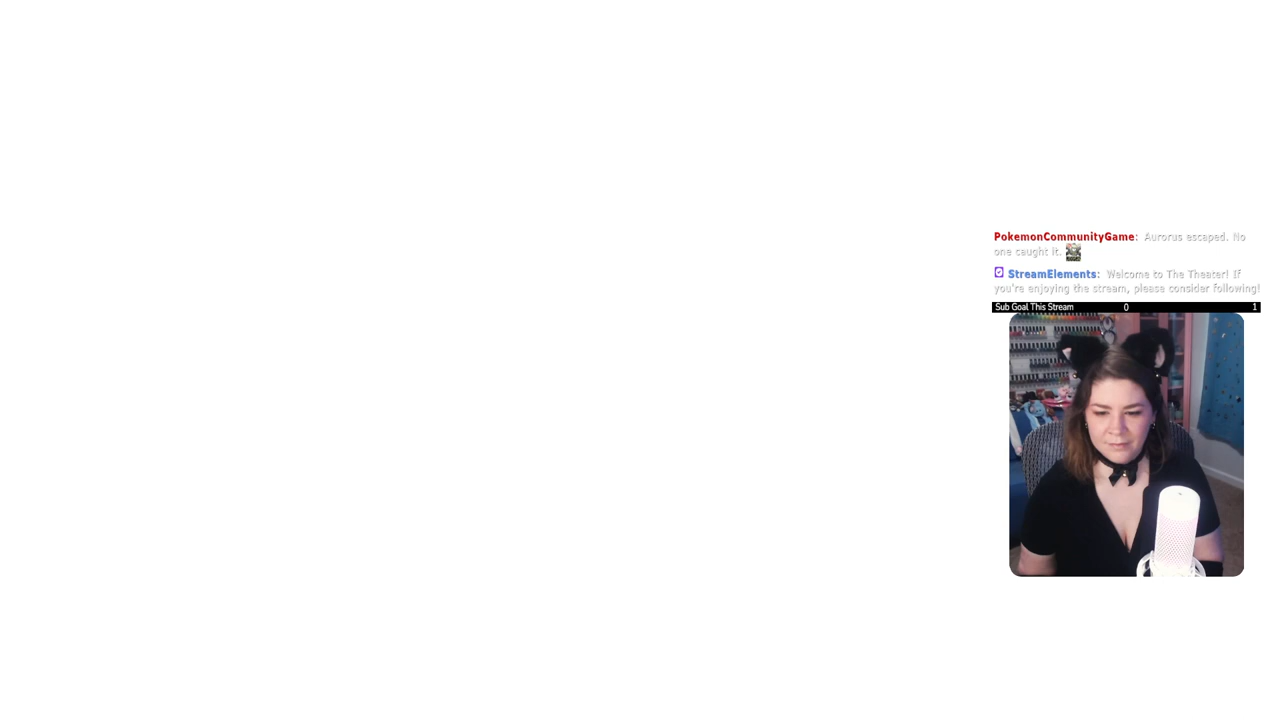 PokemonCommunityGame: Aurorus escaped. No
one caught it.
StreamElements: Welcome to The Theater! If
you're enjoying the stream, please consider following!
Sub Goal This Stream 0 1